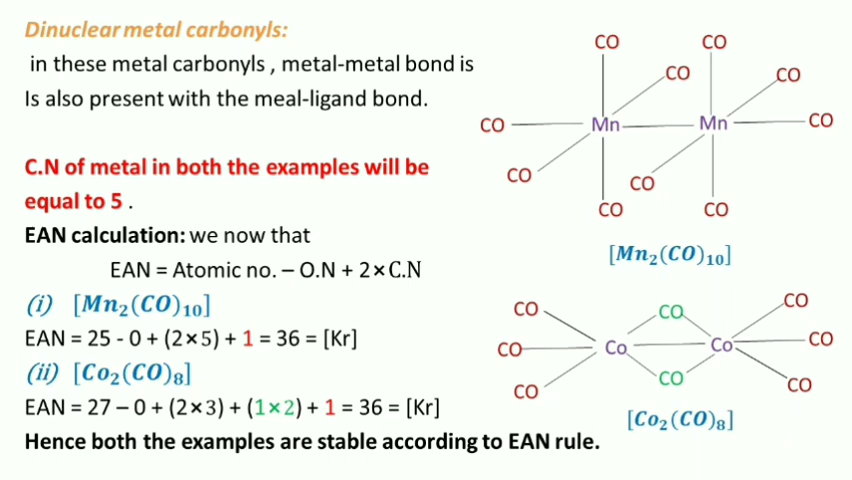 Dinuclear metal carbonyls:
in these metal carbonyls , metal-metal bond is
Is also present with the meal-ligand bond.
C.N of metal in both the examples will be
equal to 5 .
EAN calculation: we now that
EAN = Atomic no. – O.N + 2×C.N
(i) [Mn₂(CO)₁₀]
EAN = 25 - 0 + (2×5) + 1 = 36 = [Kr]
(ii) [Co₂(CO)₈]
EAN = 27 – 0 + (2×3) + (1×2) + 1 = 36 = [Kr]
Hence both the examples are stable according to EAN rule.
CO CO
CO CO
CO Mn Mn CO
CO CO
CO CO
[Mn₂(CO)₁₀]
CO CO CO
CO Co Co CO
CO CO CO
[Co₂(CO)₈]